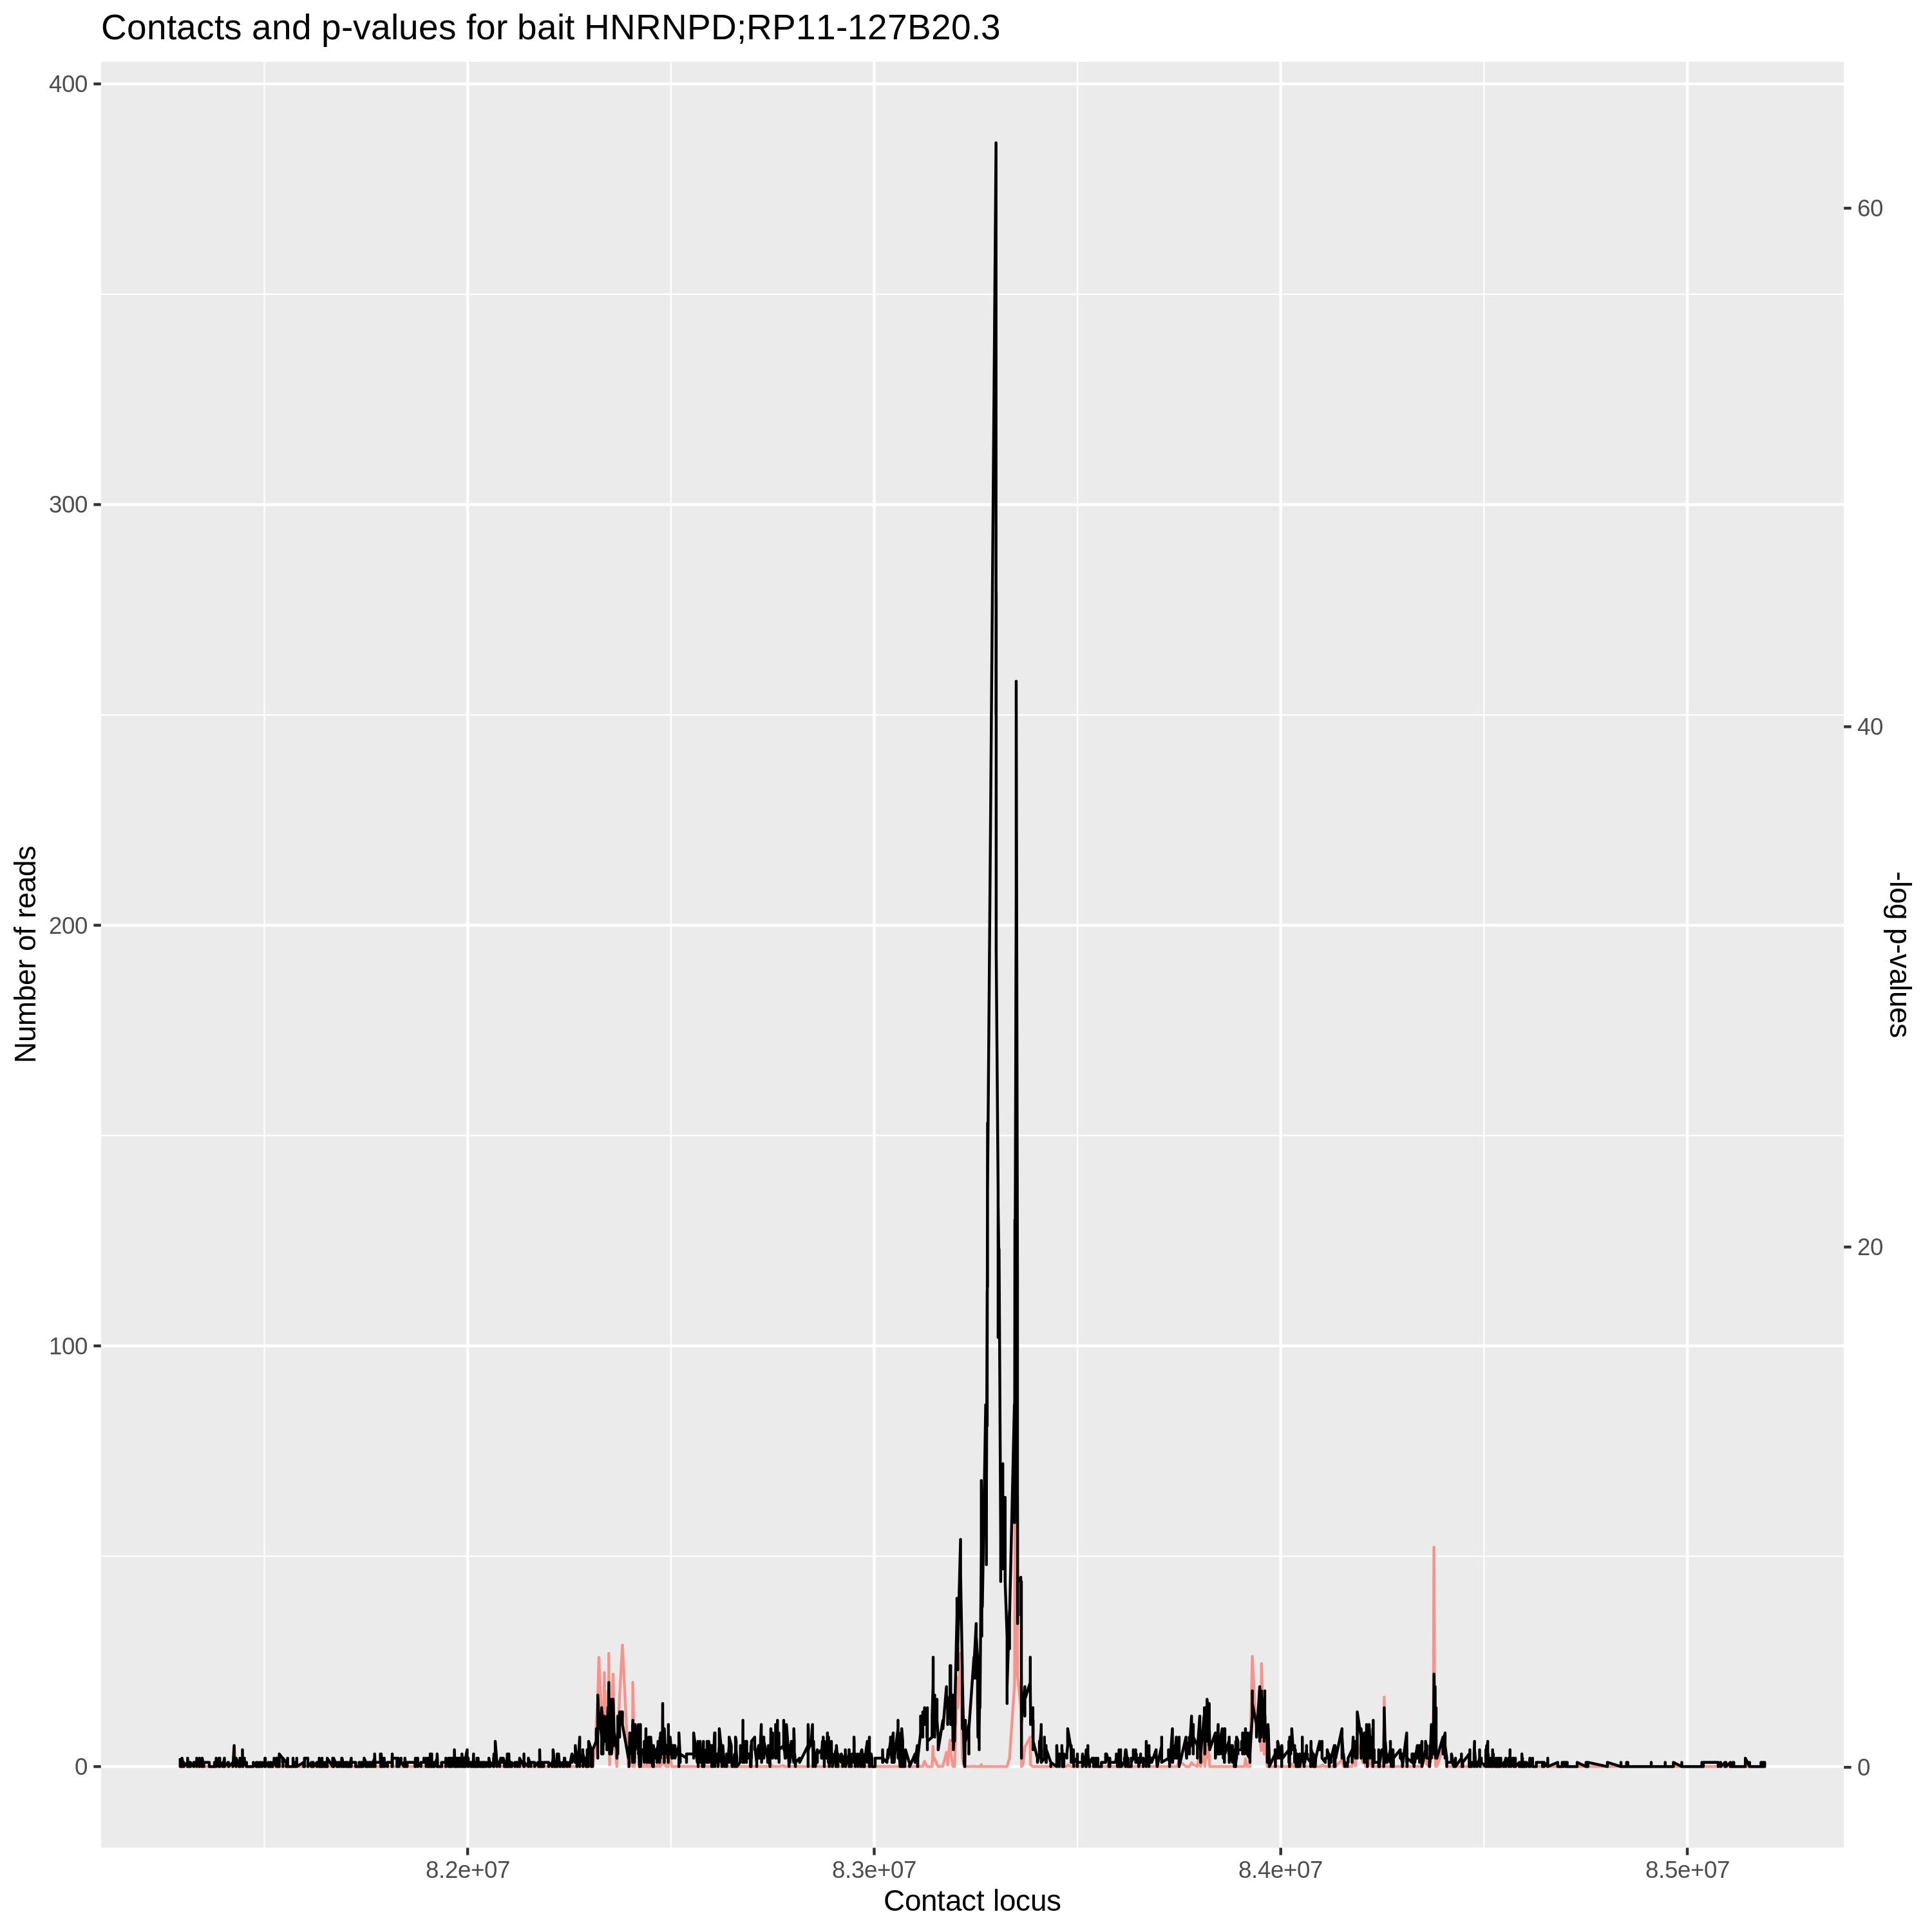 Contacts and p-values for bait HNRNPD;RP11-127B20.3
400
300
200
100
0
60
40
20
0
Number of reads
-log p-values
8.2e+07
8.3e+07
8.4e+07
8.5e+07
Contact locus